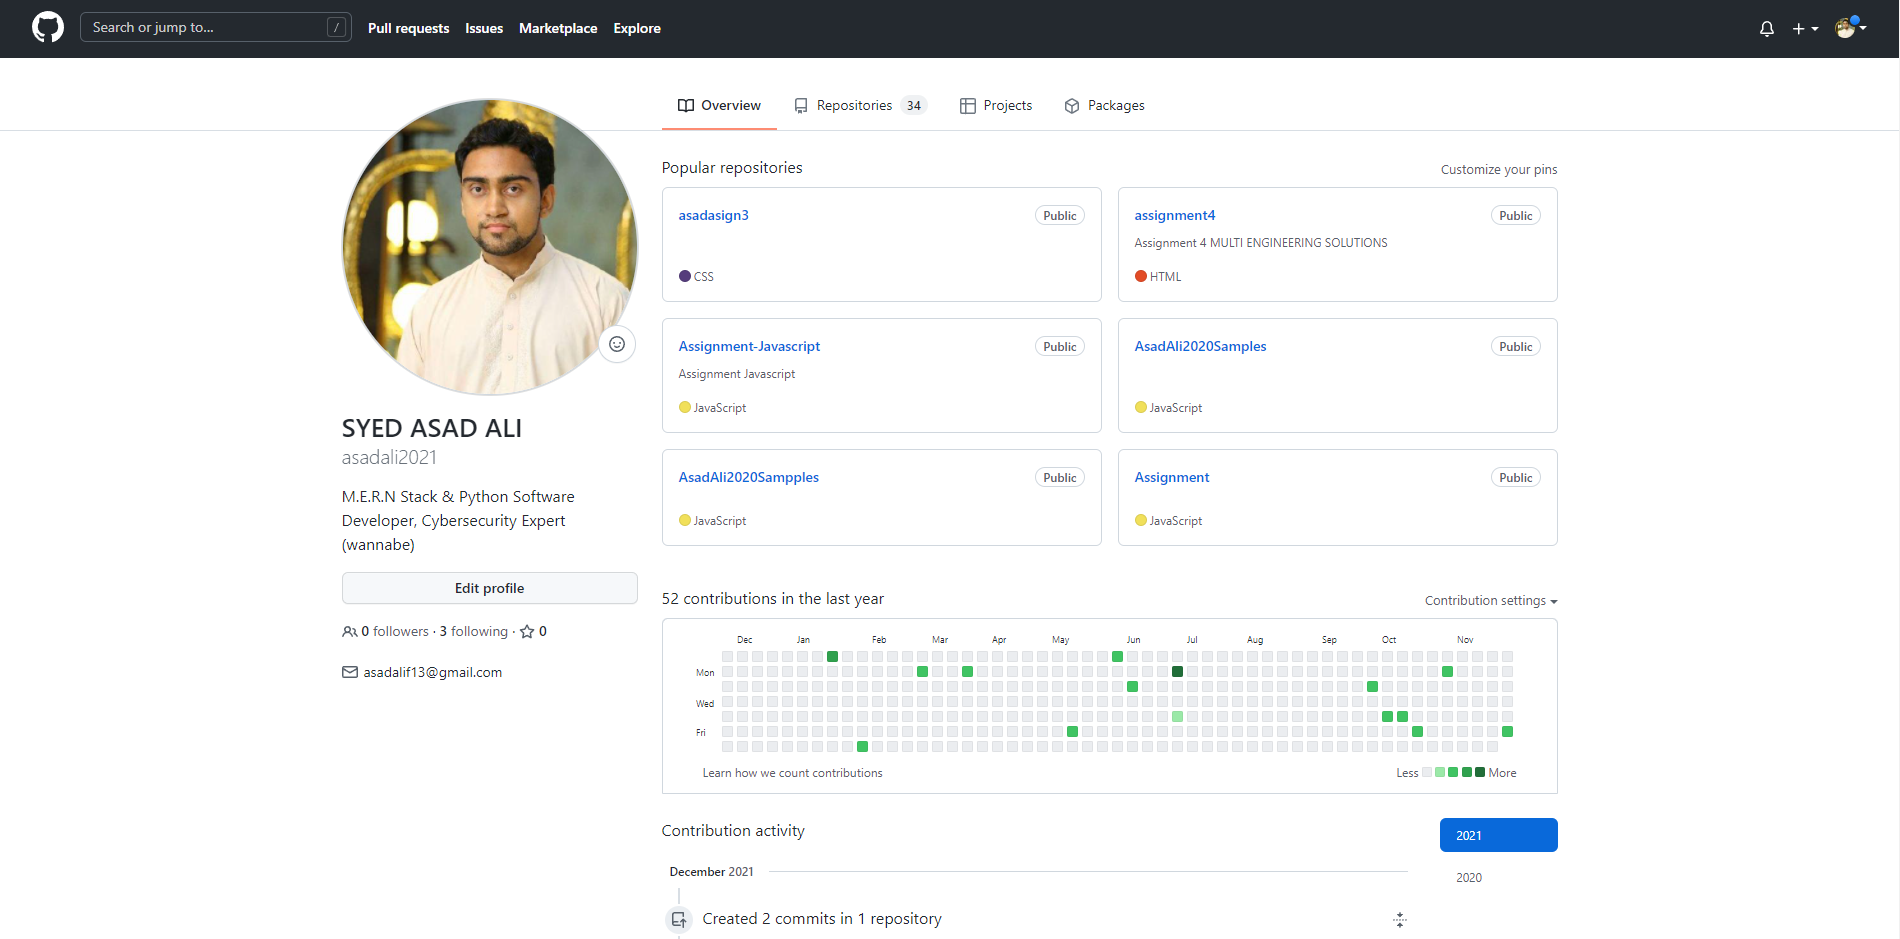 Search or jump to...
/
Pull requests
Issues
Marketplace
Explore
Overview
Repositories 34
Projects
Packages
SYED ASAD ALI
asadali2021
M.E.R.N Stack & Python Software
Developer, Cybersecurity Expert
(wannabe)
Edit profile
0 followers · 3 following · 0
asadalif13@gmail.com
Popular repositories
Customize your pins
asadasign3
Public
CSS
assignment4
Public
Assignment 4 MULTI ENGINEERING SOLUTIONS
HTML
Assignment-Javascript
Public
Assignment Javascript
JavaScript
AsadAli2020Samples
Public
JavaScript
AsadAli2020Sampples
Public
JavaScript
Assignment
Public
JavaScript
52 contributions in the last year
Contribution settings
Dec Jan Feb Mar Apr May Jun Jul Aug Sep Oct Nov
Mon
Wed
Fri
Learn how we count contributions
Less More
Contribution activity
2021
2020
December 2021
Created 2 commits in 1 repository